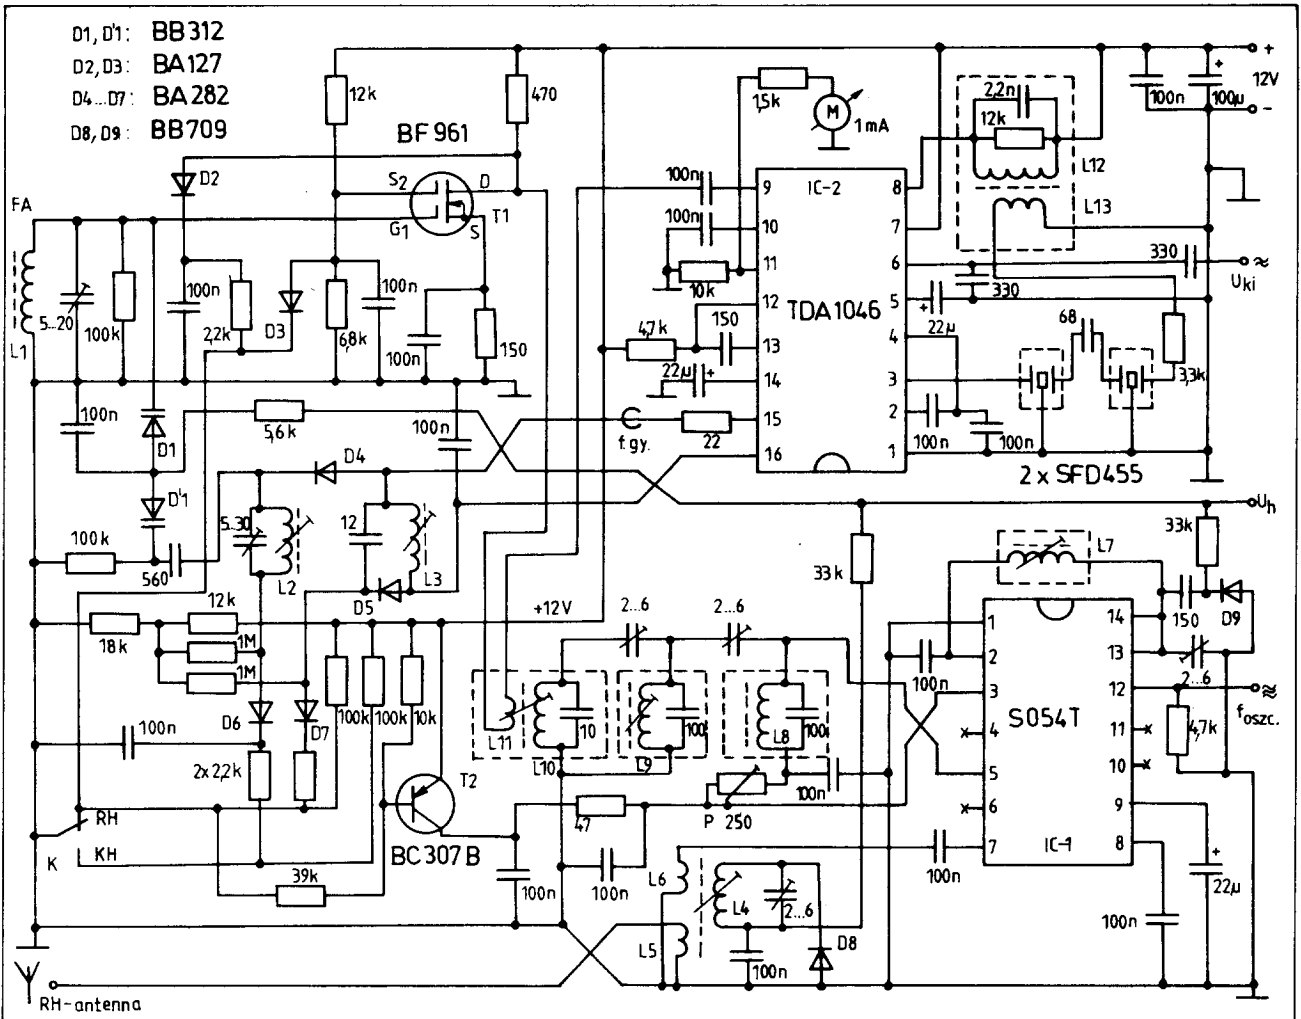 D1, D'1: BB312
D2, D3: BA127
D4...D7: BA282
D8, D9: BB709
12k
470
BF961
1,5k
M
1mA
2,2n
12k
L12
L13
100n
100µ
+
12V
-
D2
S2
D
G1
S
T1
FA
L1
5...20
100k
100n
2,2k
D3
6,8k
100n
100n
150
100n
9
IC-2
8
100n
10
7
11
6
10k
330
330
Uki
12
TDA1046
5
22µ
47k
150
13
4
68
22µ
+
14
3
3,3k
15
2
22
f.gy.
100n
100n
16
1
2 x SFD455
100n
D1
5,6k
100n
D4
D'1
100k
560
5...30
L2
12
L3
D5
Uh
33k
33k
L7
150
D9
12k
18k
1M
1M
+12V
2...6
2...6
D6
D7
100k
100k
10k
100n
2x2,2k
T2
BC307B
RH
K
KH
39k
100n
L11
L10
10
L9
100
L8
100
P
250
100n
47
100n
1
14
2
13
100n
2...6
3
12
S054T
4
11
4,7k
foszc.
5
10
6
9
7
IC-1
8
+
22µ
100n
100n
L6
L4
2...6
L5
100n
D8
RH-antenna